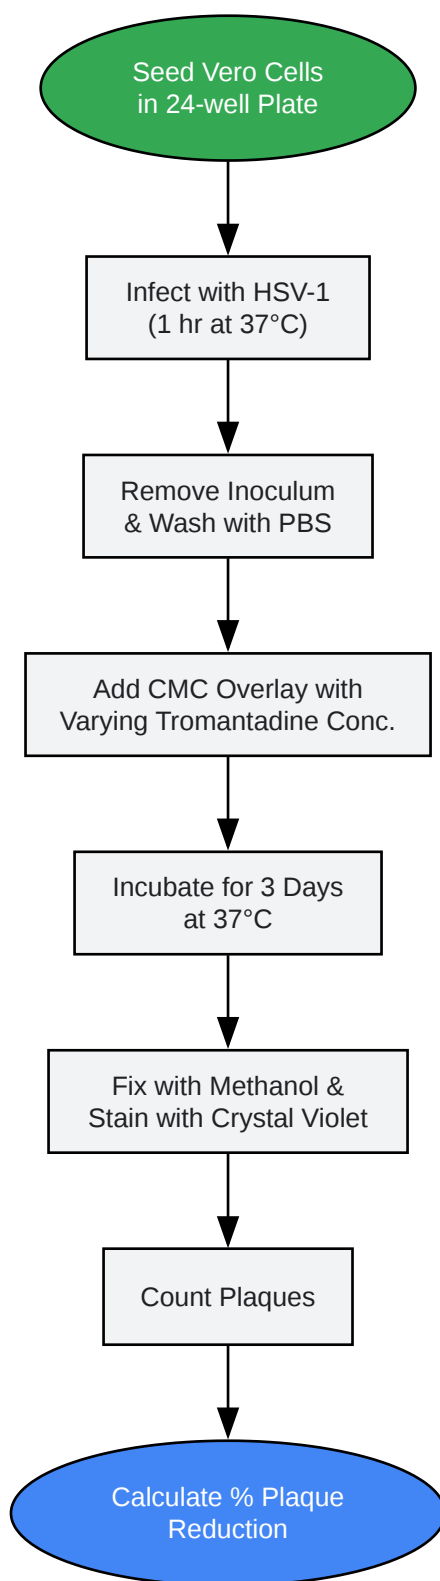 Seed Vero Cells
in 24-well Plate
Infect with HSV-1
(1 hr at 37°C)
Remove Inoculum
& Wash with PBS
Add CMC Overlay with
Varying Tromantadine Conc.
Incubate for 3 Days
at 37°C
Fix with Methanol &
Stain with Crystal Violet
Count Plaques
Calculate % Plaque
Reduction